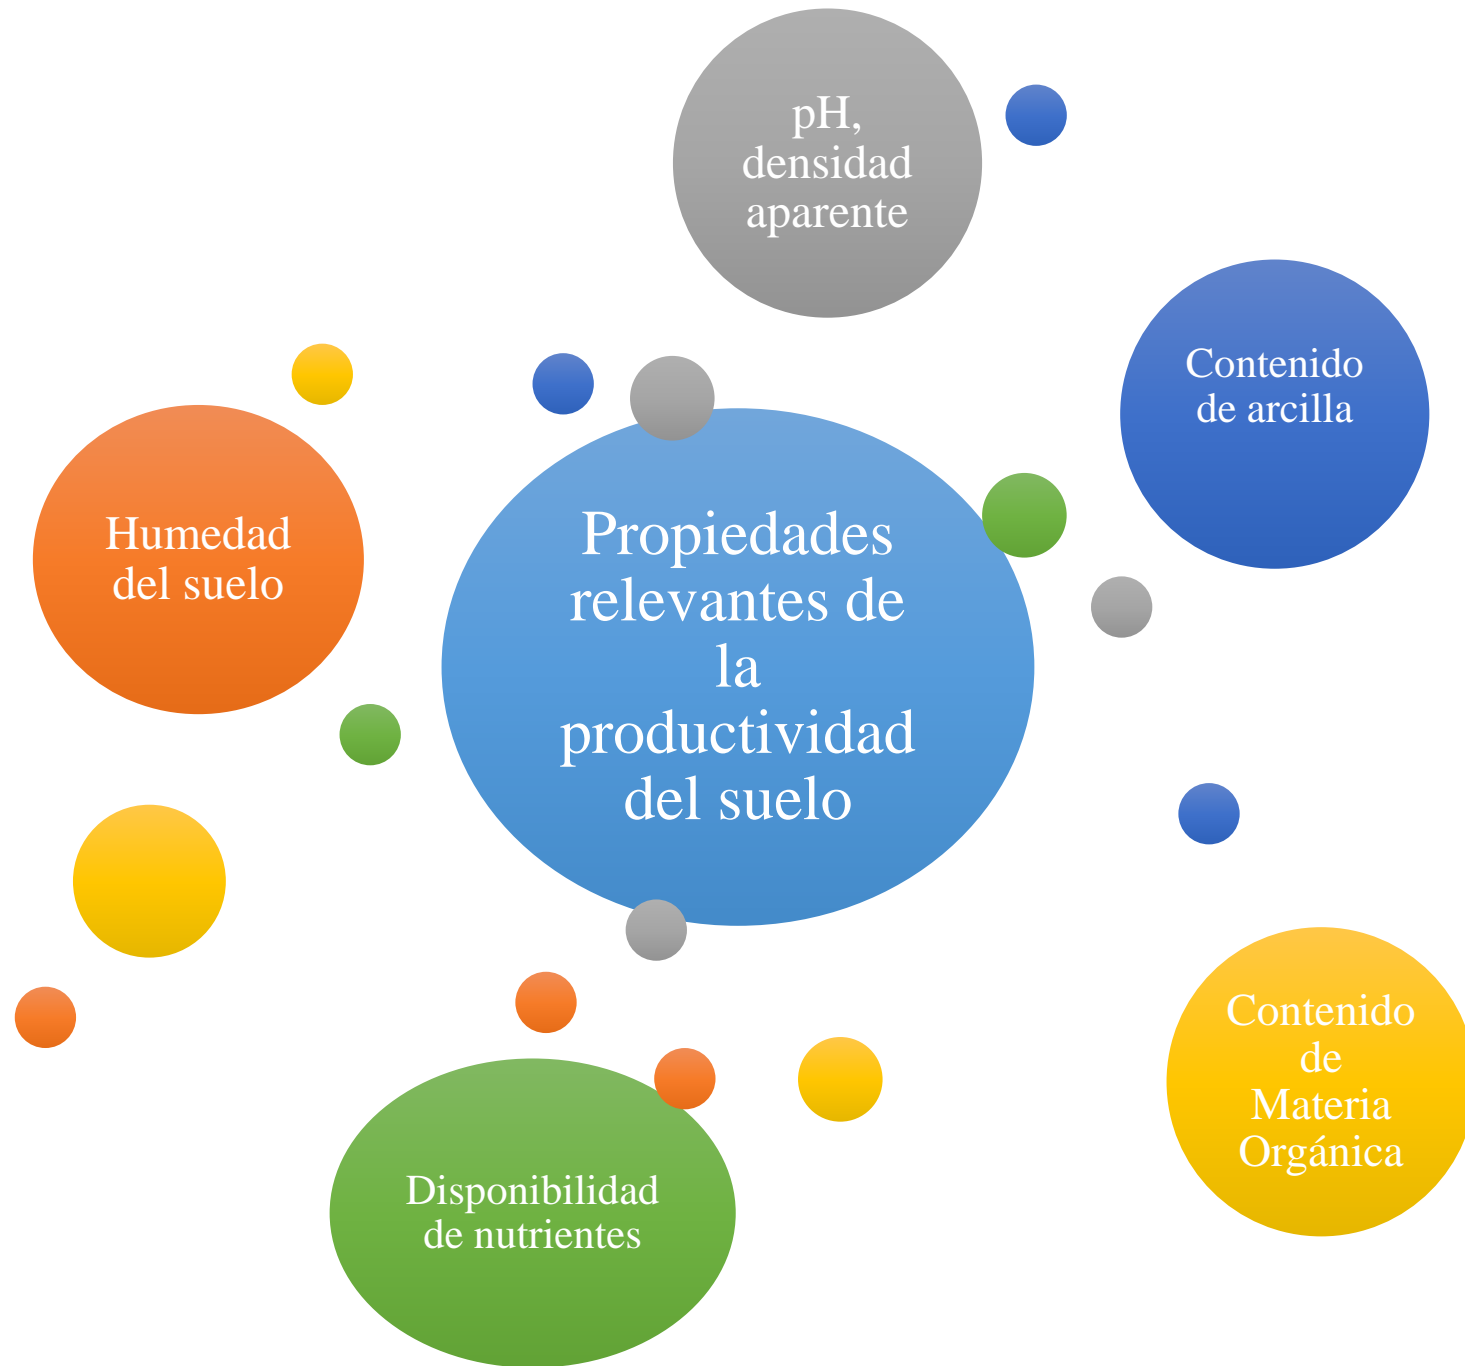 pH,
densidad
aparente
Contenido
de arcilla
Humedad
del suelo
Propiedades
relevantes de
la
productividad
del suelo
Contenido
de
Materia
Orgánica
Disponibilidad
de nutrientes